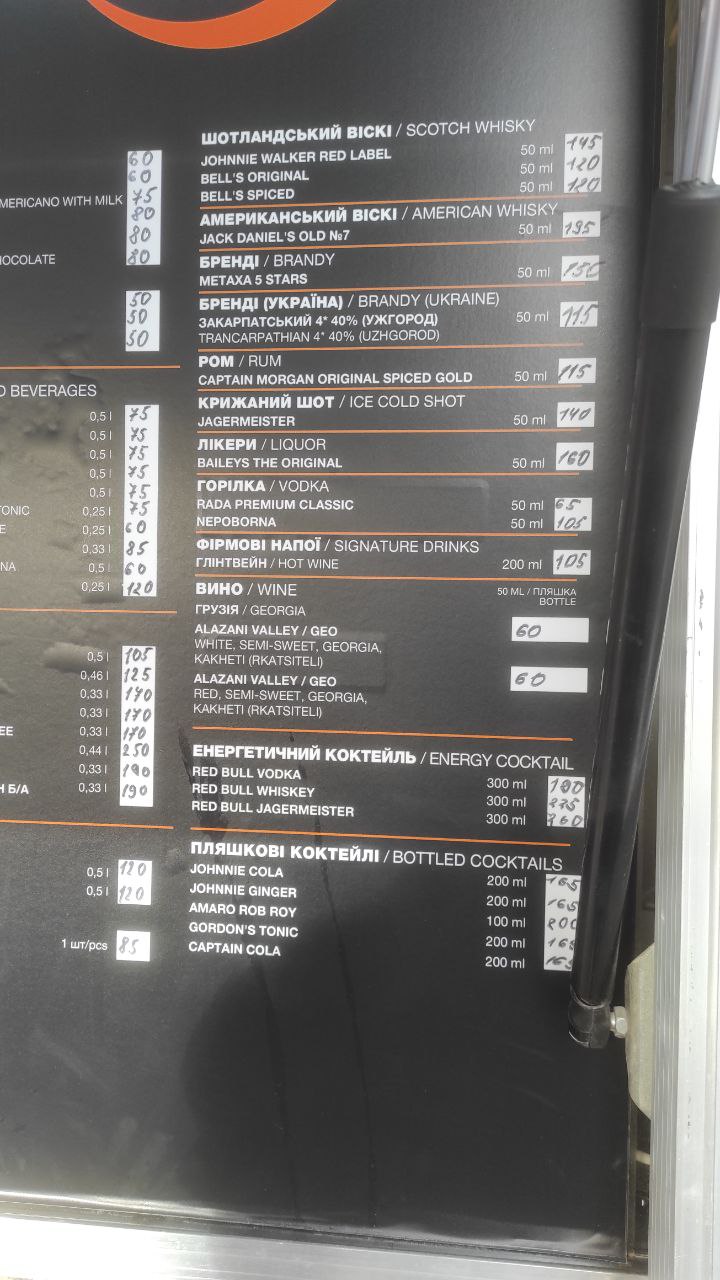 60
60
AMERICANO WITH MILK 75
80
80
CHOCOLATE 80
50
50
50
BEVERAGES
0,5 l 75
0,5 l 75
0,5 l 75
0,5 l 75
0,5 l 75
TONIC 0,25 l 75
0,25 l 60
0,33 l 85
0,5 l 60
0,25 l 120
0,5 l 105
0,46 l 125
0,33 l 170
0,33 l 170
0,33 l 170
0,44 l 250
0,33 l 190
Б/А 0,33 l 190
0,5 l 120
0,5 l 120
1 шт/pcs 85
ШОТЛАНДСЬКИЙ ВІСКІ / SCOTCH WHISKY
JOHNNIE WALKER RED LABEL 50 ml 145
BELL'S ORIGINAL 50 ml 120
BELL'S SPICED 50 ml 120
АМЕРИКАНСЬКИЙ ВІСКІ / AMERICAN WHISKY
JACK DANIEL'S OLD №7 50 ml 195
БРЕНДІ / BRANDY
METAXA 5 STARS 50 ml 150
БРЕНДІ (УКРАЇНА) / BRANDY (UKRAINE)
ЗАКАРПАТСЬКИЙ 4* 40% (УЖГОРОД) 50 ml 115
TRANCARPATHIAN 4* 40% (UZHGOROD)
РОМ / RUM
CAPTAIN MORGAN ORIGINAL SPICED GOLD 50 ml 115
КРИЖАНИЙ ШОТ / ICE COLD SHOT
JAGERMEISTER 50 ml 140
ЛІКЕРИ / LIQUOR
BAILEYS THE ORIGINAL 50 ml 160
ГОРІЛКА / VODKA
RADA PREMIUM CLASSIC 50 ml 65
NEPOBORNA 50 ml 105
ФІРМОВІ НАПОЇ / SIGNATURE DRINKS
ГЛІНТВЕЙН / HOT WINE 200 ml 105
ВИНО / WINE 50 ML / ПЛЯШКА
BOTTLE
ГРУЗІЯ / GEORGIA
ALAZANI VALLEY / GEO 60
WHITE, SEMI-SWEET, GEORGIA,
KAKHETI (RKATSITELI)
ALAZANI VALLEY / GEO 60
RED, SEMI-SWEET, GEORGIA,
KAKHETI (RKATSITELI)
ЕНЕРГЕТИЧНИЙ КОКТЕЙЛЬ / ENERGY COCKTAIL
RED BULL VODKA 300 ml
RED BULL WHISKEY 300 ml
RED BULL JAGERMEISTER 300 ml
ПЛЯШКОВІ КОКТЕЙЛІ / BOTTLED COCKTAILS
JOHNNIE COLA 200 ml 165
JOHNNIE GINGER 200 ml 165
AMARO ROB ROY 100 ml 200
GORDON'S TONIC 200 ml 165
CAPTAIN COLA 200 ml 165